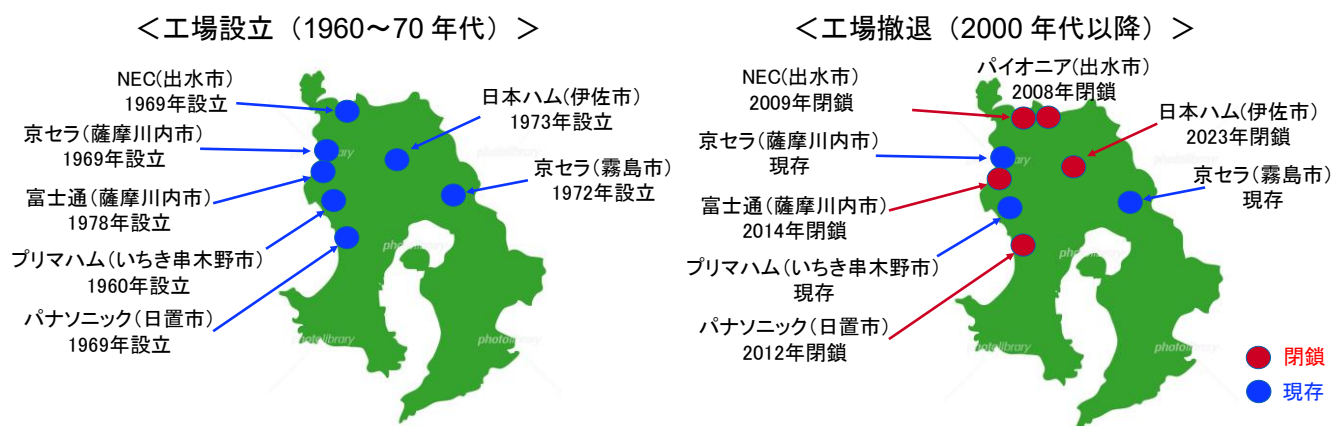 ＜工場設立（1960～70年代）＞
NEC(出水市)
1969年設立
日本ハム(伊佐市)
1973年設立
京セラ(薩摩川内市)
1969年設立
京セラ(霧島市)
1972年設立
富士通(薩摩川内市)
1978年設立
プリマハム(いちき串木野市)
1960年設立
パナソニック(日置市)
1969年設立
photolibrary
＜工場撤退（2000年代以降）＞
パイオニア(出水市)
2008年閉鎖
NEC(出水市)
2009年閉鎖
日本ハム(伊佐市)
2023年閉鎖
京セラ(薩摩川内市)
現存
京セラ(霧島市)
現存
富士通(薩摩川内市)
2014年閉鎖
プリマハム(いちき串木野市)
現存
パナソニック(日置市)
2012年閉鎖
photolibrary
閉鎖
現存